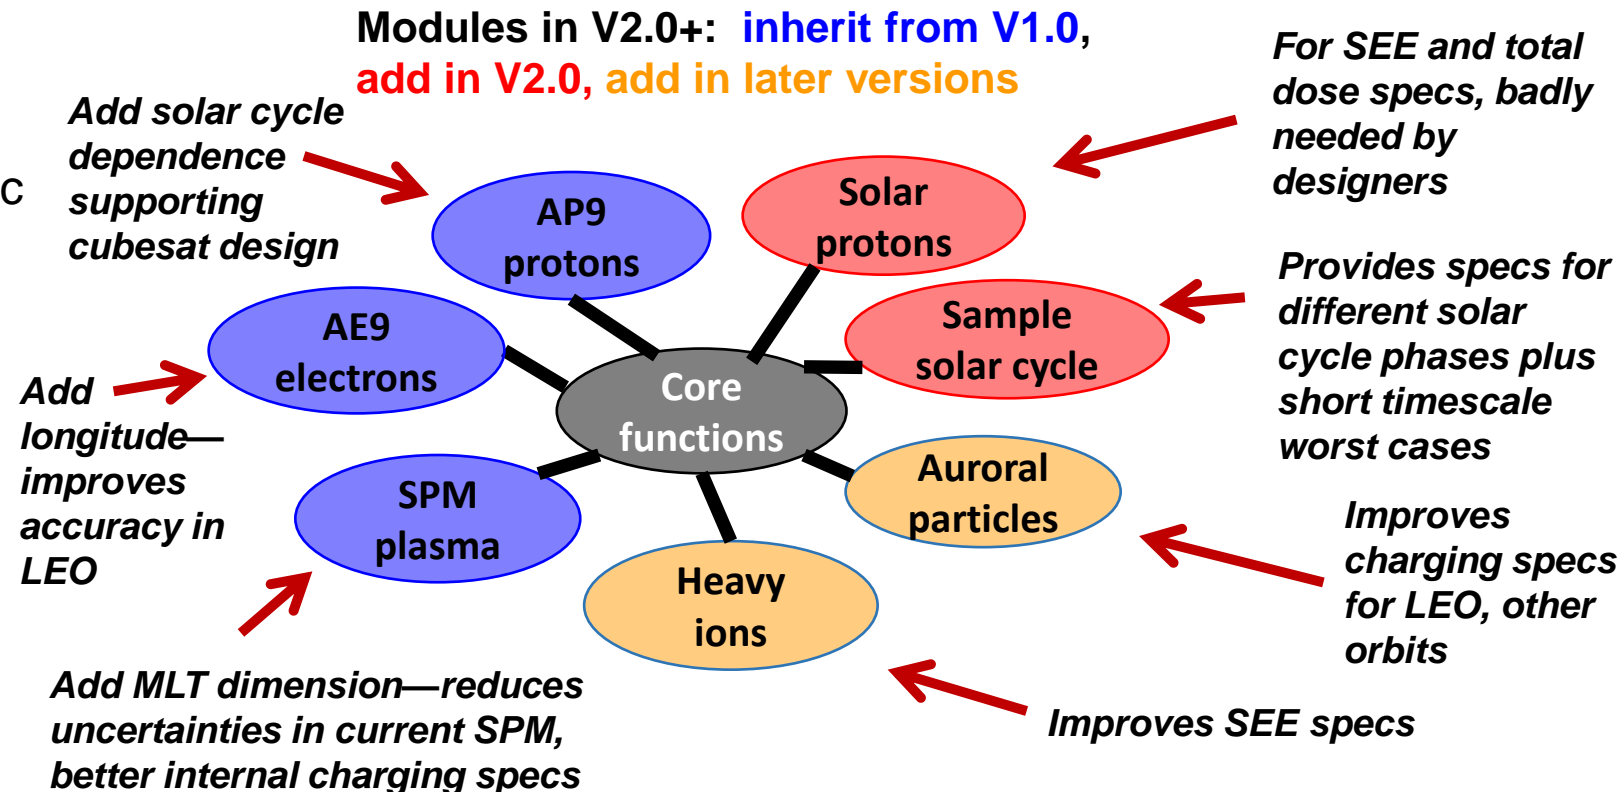 Modules in V2.0+: inherit from V1.0,
add in V2.0, add in later versions
Add solar cycle
dependence
supporting
cubesat design
c
AP9
protons
Solar
protons
For SEE and total
dose specs, badly
needed by
designers
AE9
electrons
Sample
solar cycle
Provides specs for
different solar
cycle phases plus
short timescale
worst cases
Core
functions
Add
longitude—
improves
accuracy in
LEO
SPM
plasma
Auroral
particles
Improves
charging specs
for LEO, other
orbits
Heavy
ions
Add MLT dimension—reduces
uncertainties in current SPM,
better internal charging specs
Improves SEE specs